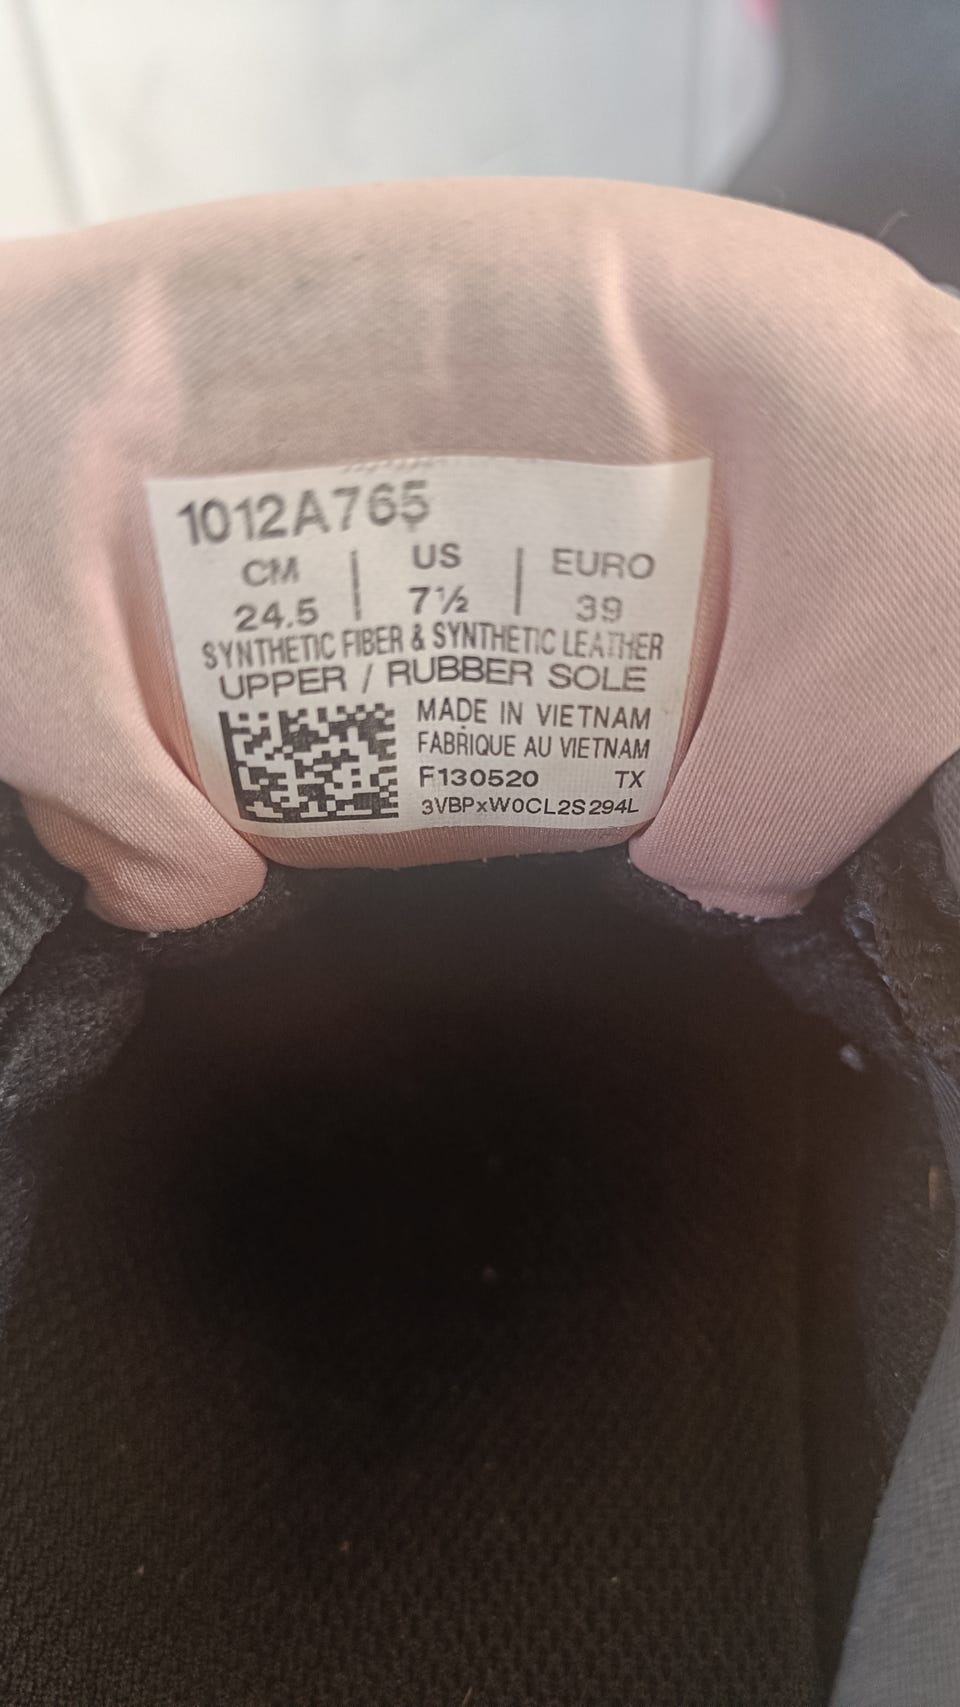 1012A765
CM | US | EURO
24.5 | 7½ | 39
SYNTHETIC FIBER & SYNTHETIC LEATHER
UPPER / RUBBER SOLE
MADE IN VIETNAM
FABRIQUE AU VIETNAM
F130520 TX
3VBPxW0CL2S294L